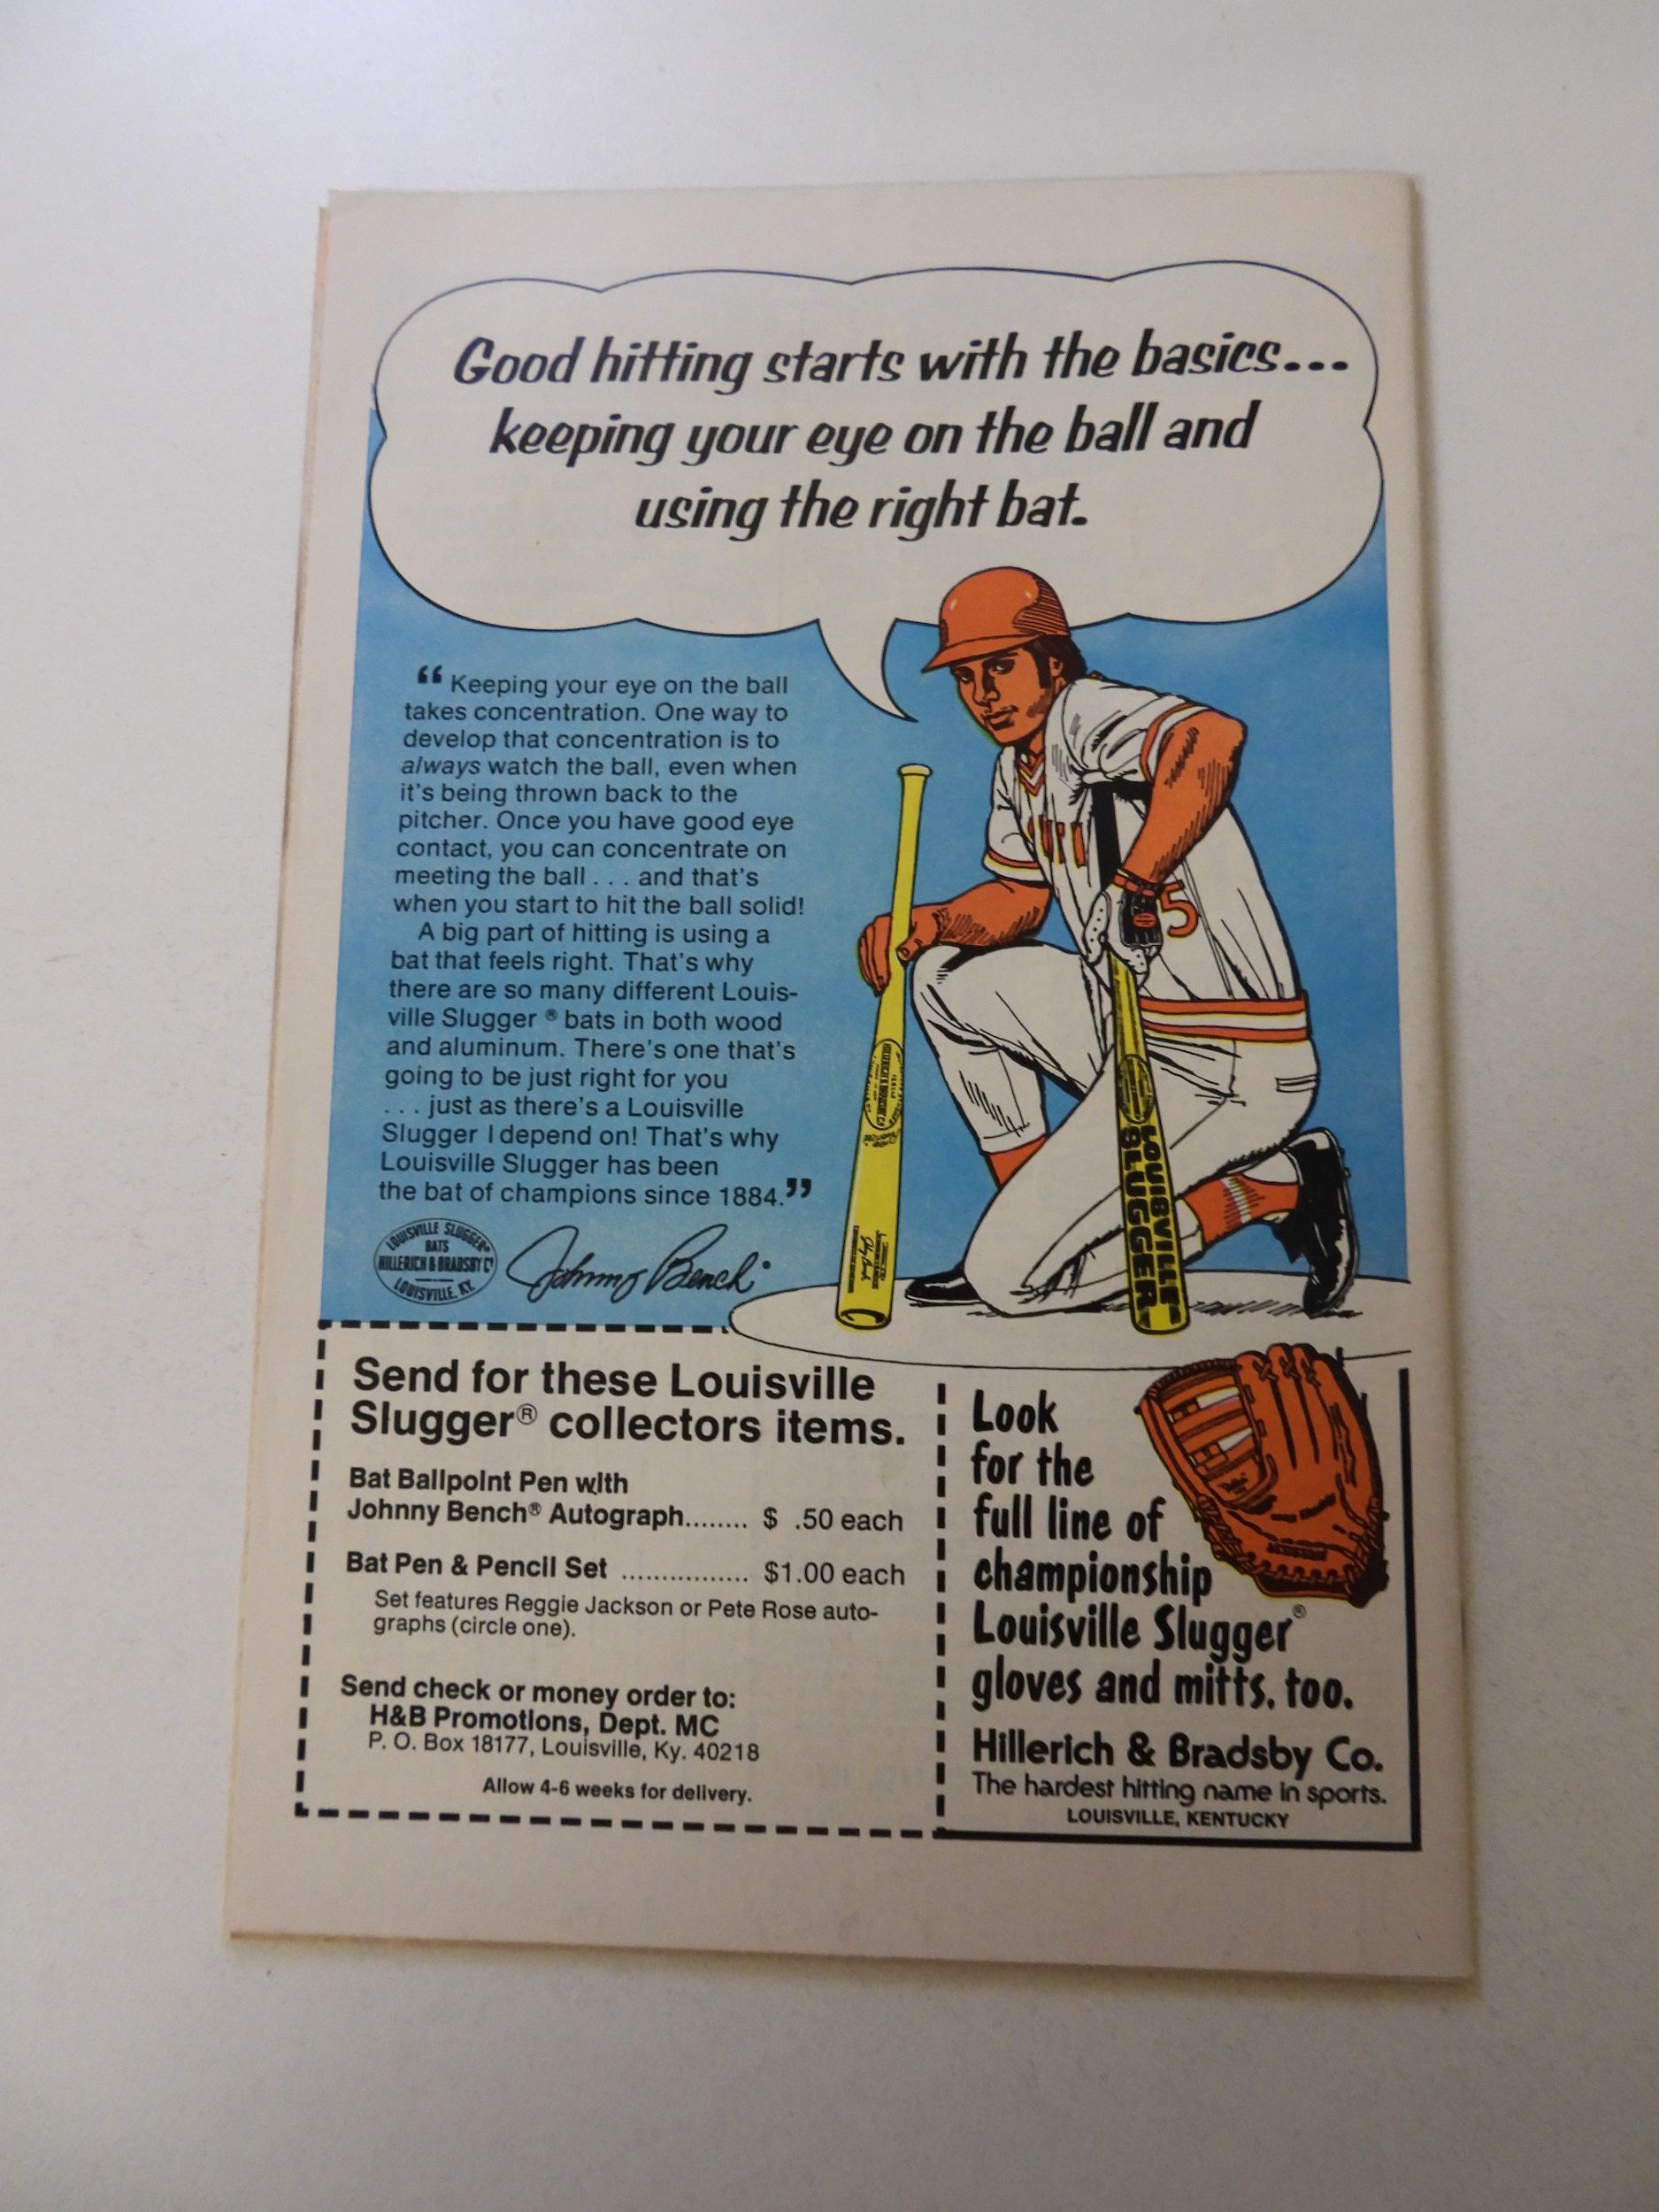 Good hitting starts with the basics...
keeping your eye on the ball and
using the right bat.
“Keeping your eye on the ball
takes concentration. One way to
develop that concentration is to
always watch the ball, even when
it's being thrown back to the
pitcher. Once you have good eye
contact, you can concentrate on
meeting the ball . . . and that's
when you start to hit the ball solid!
A big part of hitting is using a
bat that feels right. That's why
there are so many different Louis-
ville Slugger ® bats in both wood
and aluminum. There's one that's
going to be just right for you
. . . just as there's a Louisville
Slugger I depend on! That's why
Louisville Slugger has been
the bat of champions since 1884.”
LOUISVILLE SLUGGER®
BATS
HILLERICH & BRADSBY Co
LOUISVILLE, KY.
Johnny Bench
5
LOUISVILLE
SLUGGER
Send for these Louisville
Slugger® collectors items.
Bat Ballpoint Pen with
Johnny Bench® Autograph........ $ .50 each
Bat Pen & Pencil Set ................ $1.00 each
Set features Reggie Jackson or Pete Rose auto-
graphs (circle one).
Send check or money order to:
H&B Promotions, Dept. MC
P. O. Box 18177, Louisville, Ky. 40218
Allow 4-6 weeks for delivery.
Look
for the
full line of
championship
Louisville Slugger®
gloves and mitts, too.
Hillerich & Bradsby Co.
The hardest hitting name in sports.
LOUISVILLE, KENTUCKY